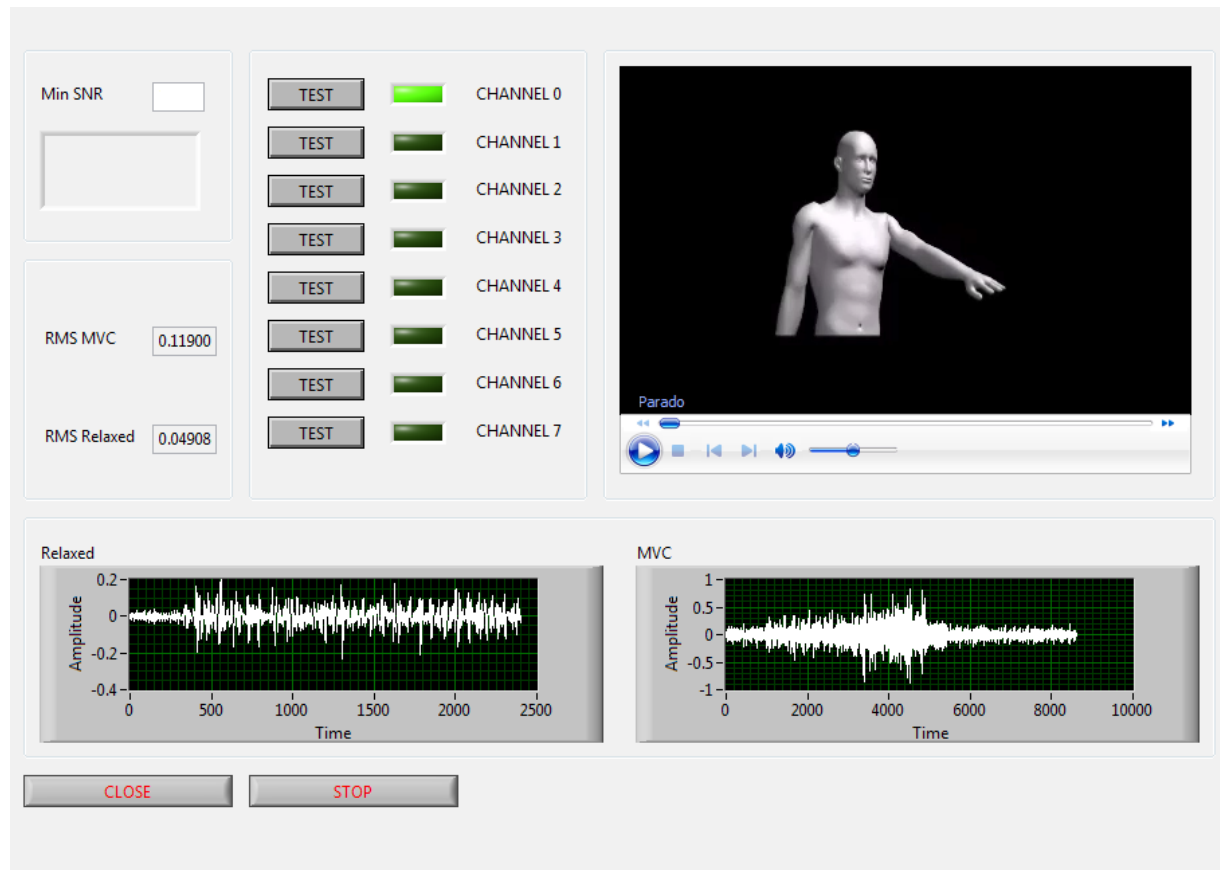 Min SNR
RMS MVC 0.11900
RMS Relaxed 0.04908
TEST CHANNEL 0
TEST CHANNEL 1
TEST CHANNEL 2
TEST CHANNEL 3
TEST CHANNEL 4
TEST CHANNEL 5
TEST CHANNEL 6
TEST CHANNEL 7
Parado
Relaxed
Amplitude
0.2
0
-0.2
-0.4
0 500 1000 1500 2000 2500
Time
MVC
Amplitude
1
0.5
0
-0.5
-1
0 2000 4000 6000 8000 10000
Time
CLOSE STOP